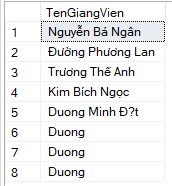 TenGiangVien
1 Nguyễn Bá Ngân
2 Đường Phương Lan
3 Trương Thế Anh
4 Kim Bích Ngọc
5 Duong Minh Đ?t
6 Duong
7 Duong
8 Duong